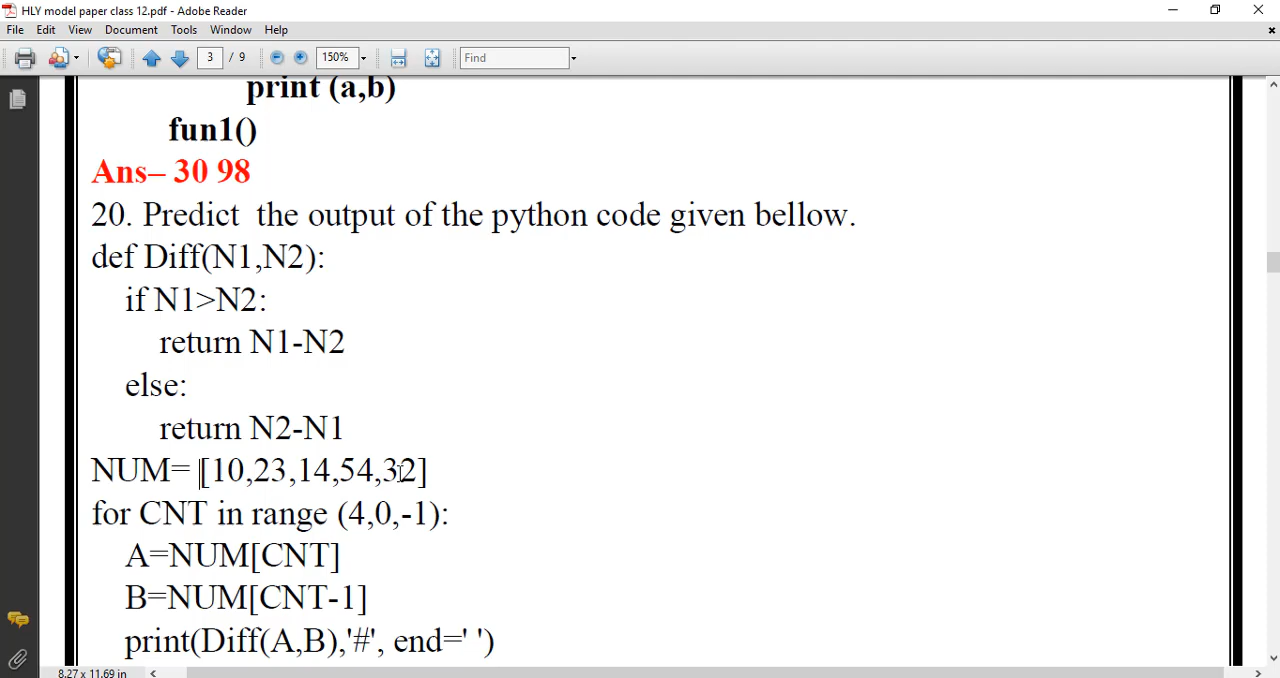 HLY model paper class 12.pdf - Adobe Reader
File Edit View Document Tools Window Help
3 / 9 150% Find
print (a,b)
fun1()
Ans– 30 98
20. Predict  the output of the python code given bellow.
def Diff(N1,N2):
if N1>N2:
return N1-N2
else:
return N2-N1
NUM= [10,23,14,54,32]
for CNT in range (4,0,-1):
A=NUM[CNT]
B=NUM[CNT-1]
print(Diff(A,B),'#', end=' ')
8.27 x 11.69 in